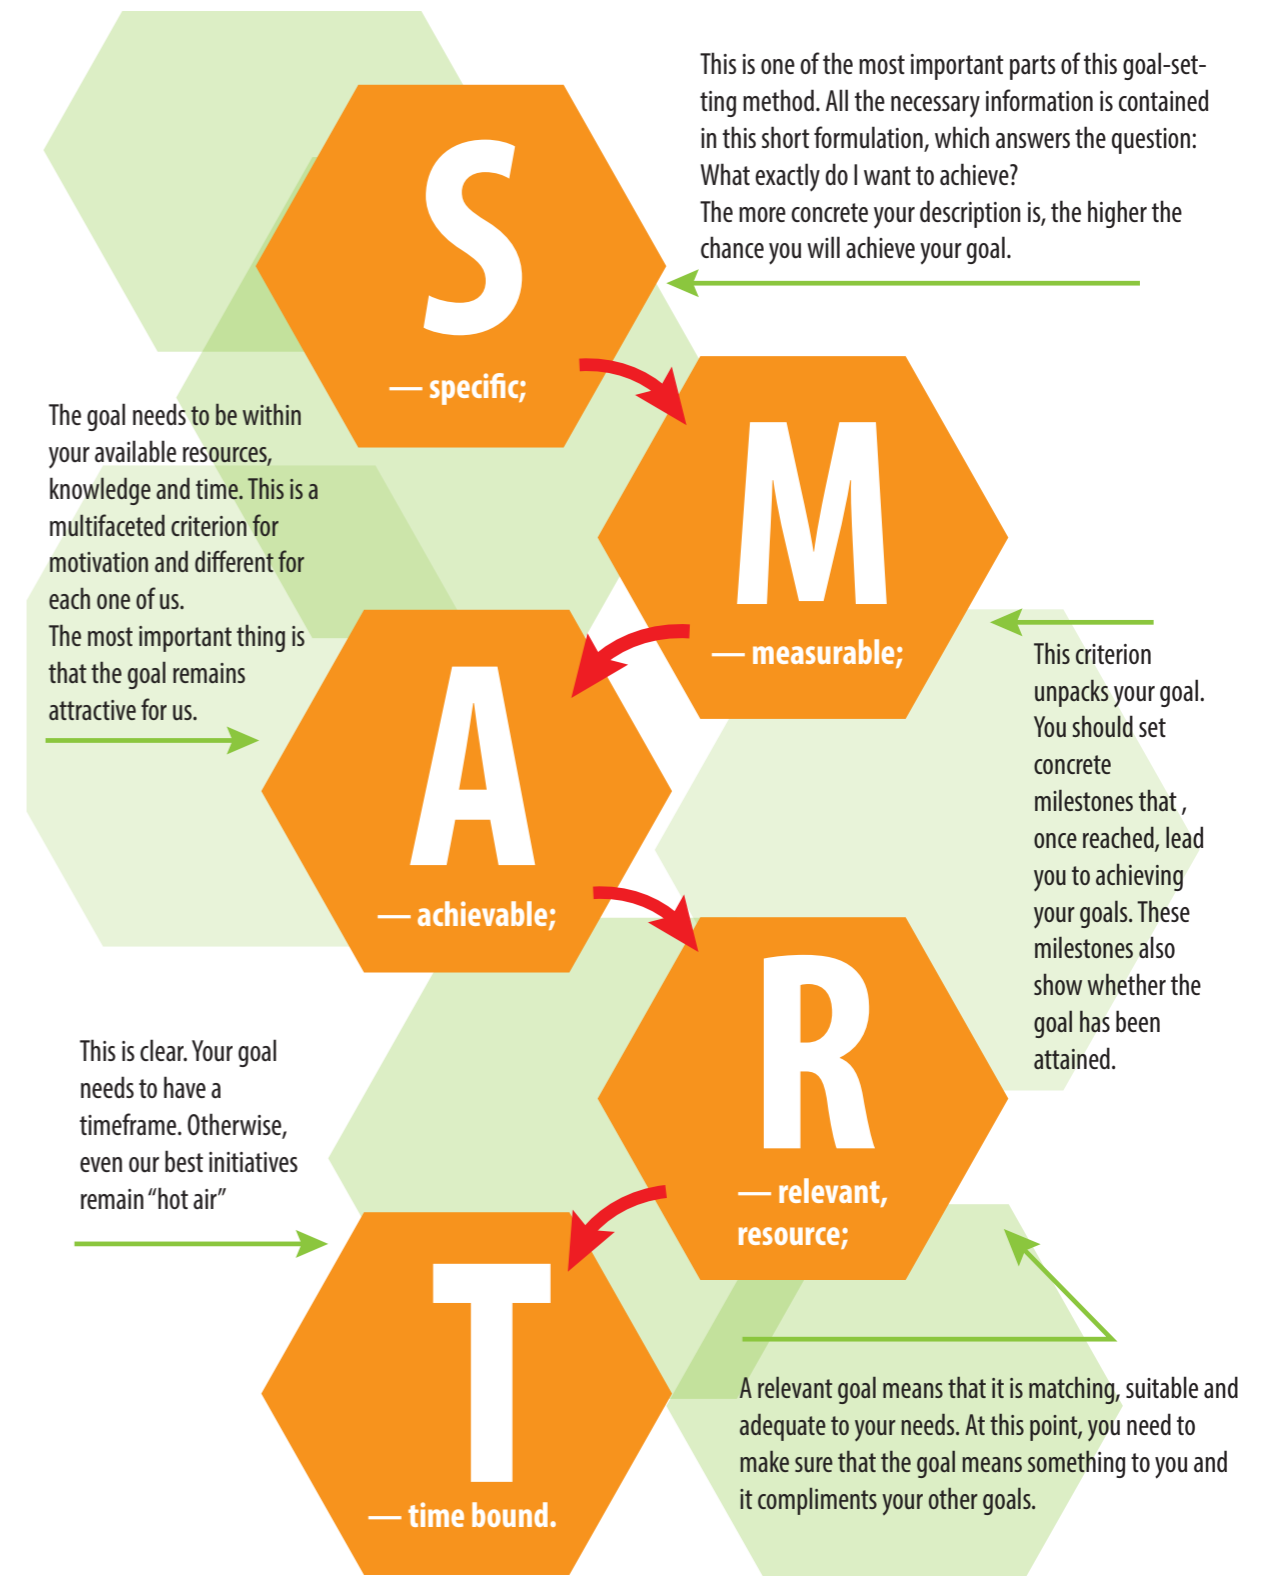 S
— specific;
This is one of the most important parts of this goal-set-
ting method. All the necessary information is contained
in this short formulation, which answers the question:
What exactly do I want to achieve?
The more concrete your description is, the higher the
chance you will achieve your goal.
M
— measurable;
This criterion
unpacks your goal.
You should set
concrete
milestones that ,
once reached, lead
you to achieving
your goals. These
milestones also
show whether the
goal has been
attained.
The goal needs to be within
your available resources,
knowledge and time. This is a
multifaceted criterion for
motivation and different for
each one of us.
The most important thing is
that the goal remains
attractive for us.
A
— achievable;
R
— relevant,
resource;
A relevant goal means that it is matching, suitable and
adequate to your needs. At this point, you need to
make sure that the goal means something to you and
it compliments your other goals.
This is clear. Your goal
needs to have a
timeframe. Otherwise,
even our best initiatives
remain “hot air”
T
— time bound.